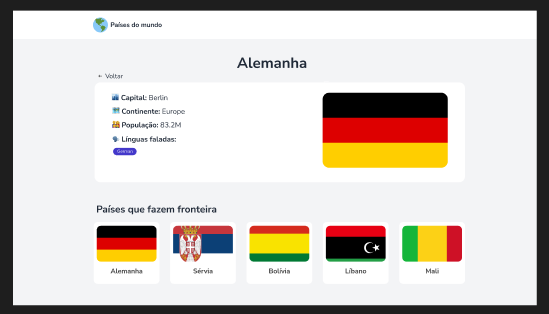 Países do mundo
Alemanha
← Voltar
Capital: Berlin
Continente: Europe
População: 83.2M
Línguas faladas:
German
Países que fazem fronteira
Alemanha
Sérvia
Bolívia
Líbano
Mali